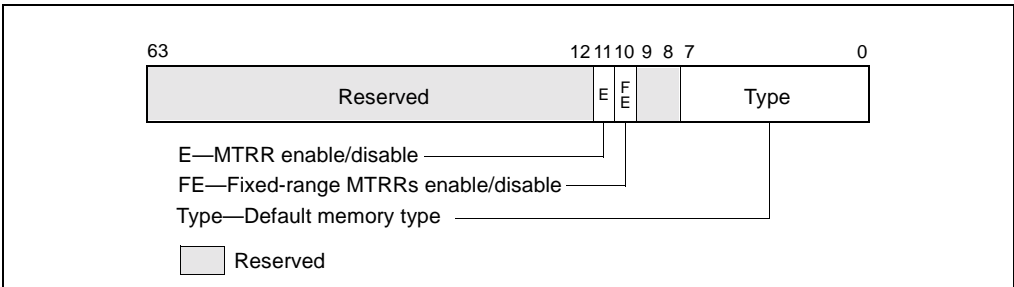 63 12 11 10 9 8 7 0
Reserved E FE Type
E—MTRR enable/disable
FE—Fixed-range MTRRs enable/disable
Type—Default memory type
Reserved